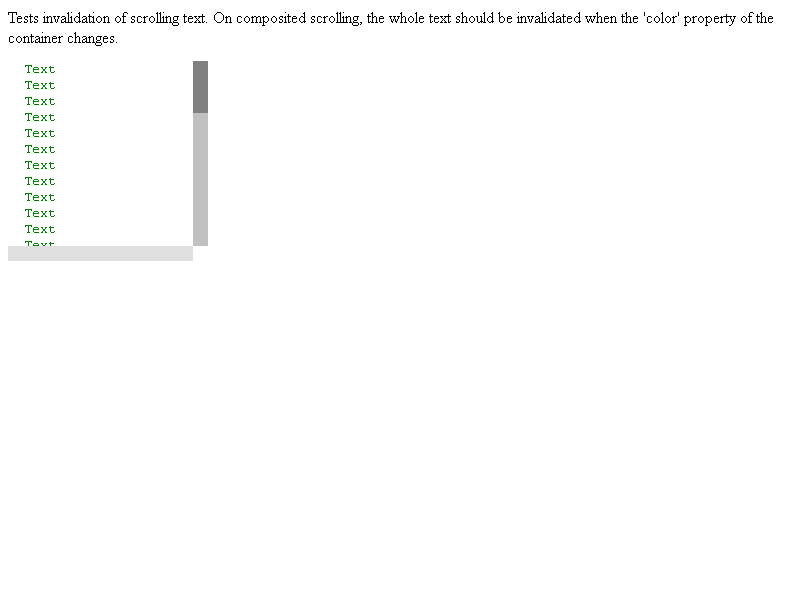 Tests invalidation of scrolling text. On composited scrolling, the whole text should be invalidated when the 'color' property of the
container changes.
Text
Text
Text
Text
Text
Text
Text
Text
Text
Text
Text
Text